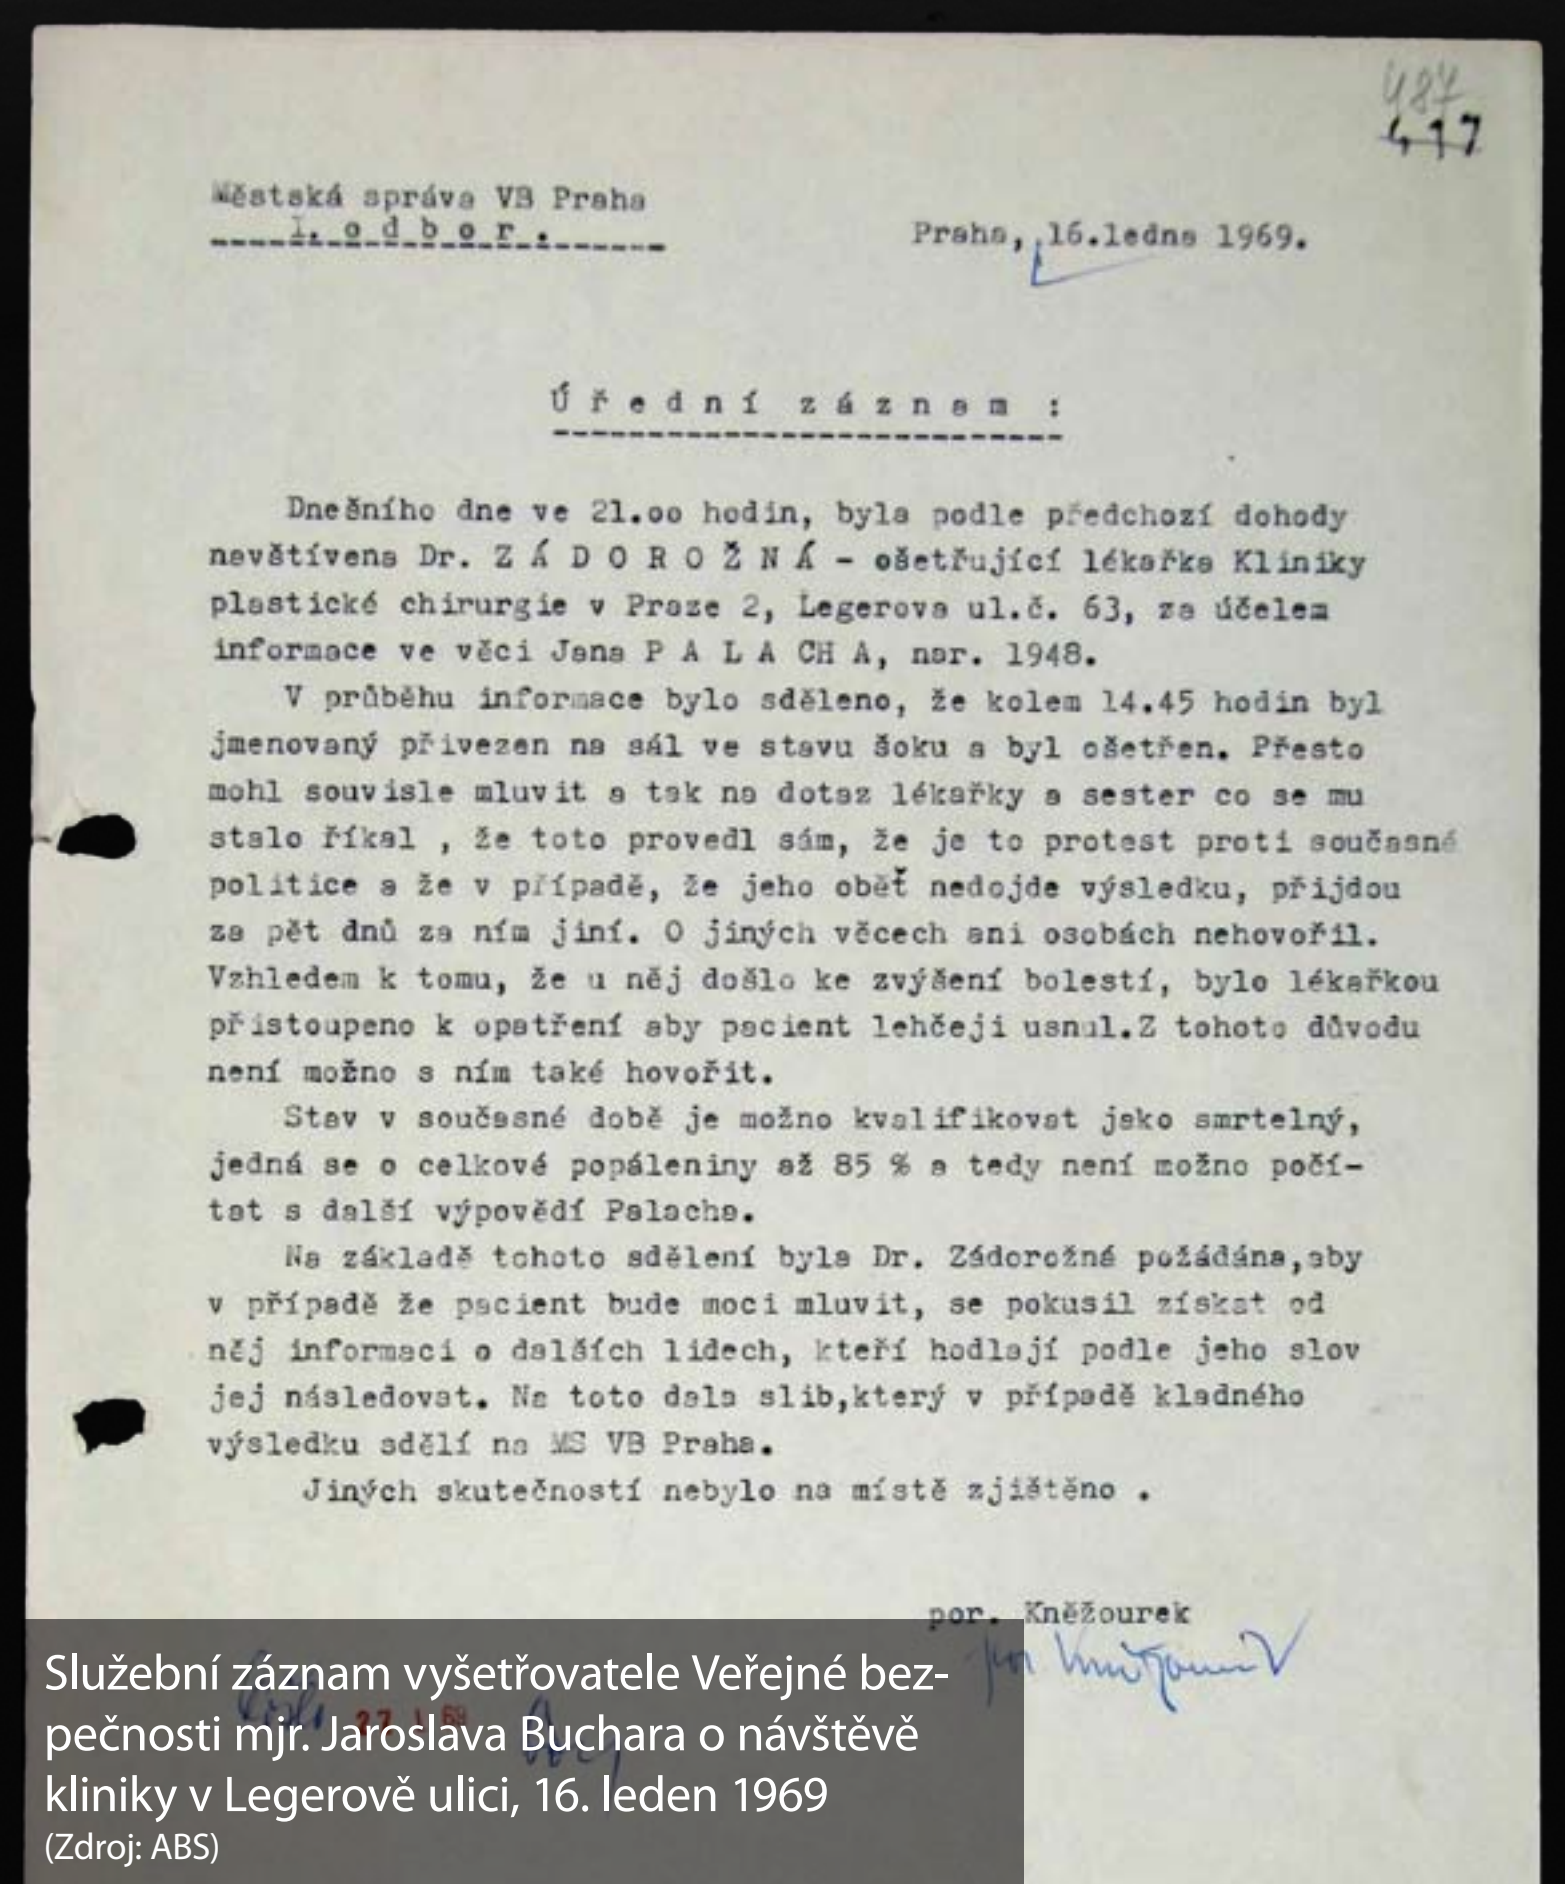 487
417
Městská správa VB Praha
I. o d b o r .
Praha, 16.ledna 1969.
Ú ř e d n í  z á z n a m :
Dnešního dne ve 21.oo hodin, byla podle předchozí dohody
navštívena Dr. Z Á D O R O Ž N Á - ošetřující lékařka Kliniky
plastické chirurgie v Praze 2, Legerova ul.č. 63, za účelem
informace ve věci Jana P A L A CH A, nar. 1948.
V průběhu informace bylo sděleno, že kolem 14.45 hodin byl
jmenovaný přivezen na sál ve stavu šoku a byl ošetřen. Přesto
mohl souvisle mluvit a tak na dotaz lékařky a sester co se mu
stalo říkal , že toto provedl sám, že je to protest proti současné
politice a že v případě, že jeho oběť nedojde výsledku, přijdou
za pět dnů za ním jiní. O jiných věcech ani osobách nehovořil.
Vzhledem k tomu, že u něj došlo ke zvýšení bolestí, bylo lékařkou
přistoupeno k opatření aby pacient lehčeji usnul.Z tohoto důvodu
není možno s ním také hovořit.
Stav v současné době je možno kvalifikovat jako smrtelný,
jedná se o celkové popáleniny až 85 % a tedy není možno počí-
tat s další výpovědí Palacha.
Na základě tohoto sdělení byla Dr. Zádorožná požádána,aby
v případě že pacient bude moci mluvit, se pokusil získat od
něj informaci o dalších lidech, kteří hodlají podle jeho slov
jej následovat. Na toto dala slib,který v případě kladného
výsledku sdělí na MS VB Praha.
Jiných skutečností nebylo na místě zjištěno .
por. Kněžourek
por Kněžourek
27. I. 69
Služební záznam vyšetřovatele Veřejné bez-
pečnosti mjr. Jaroslava Buchara o návštěvě
kliniky v Legerově ulici, 16. leden 1969
(Zdroj: ABS)